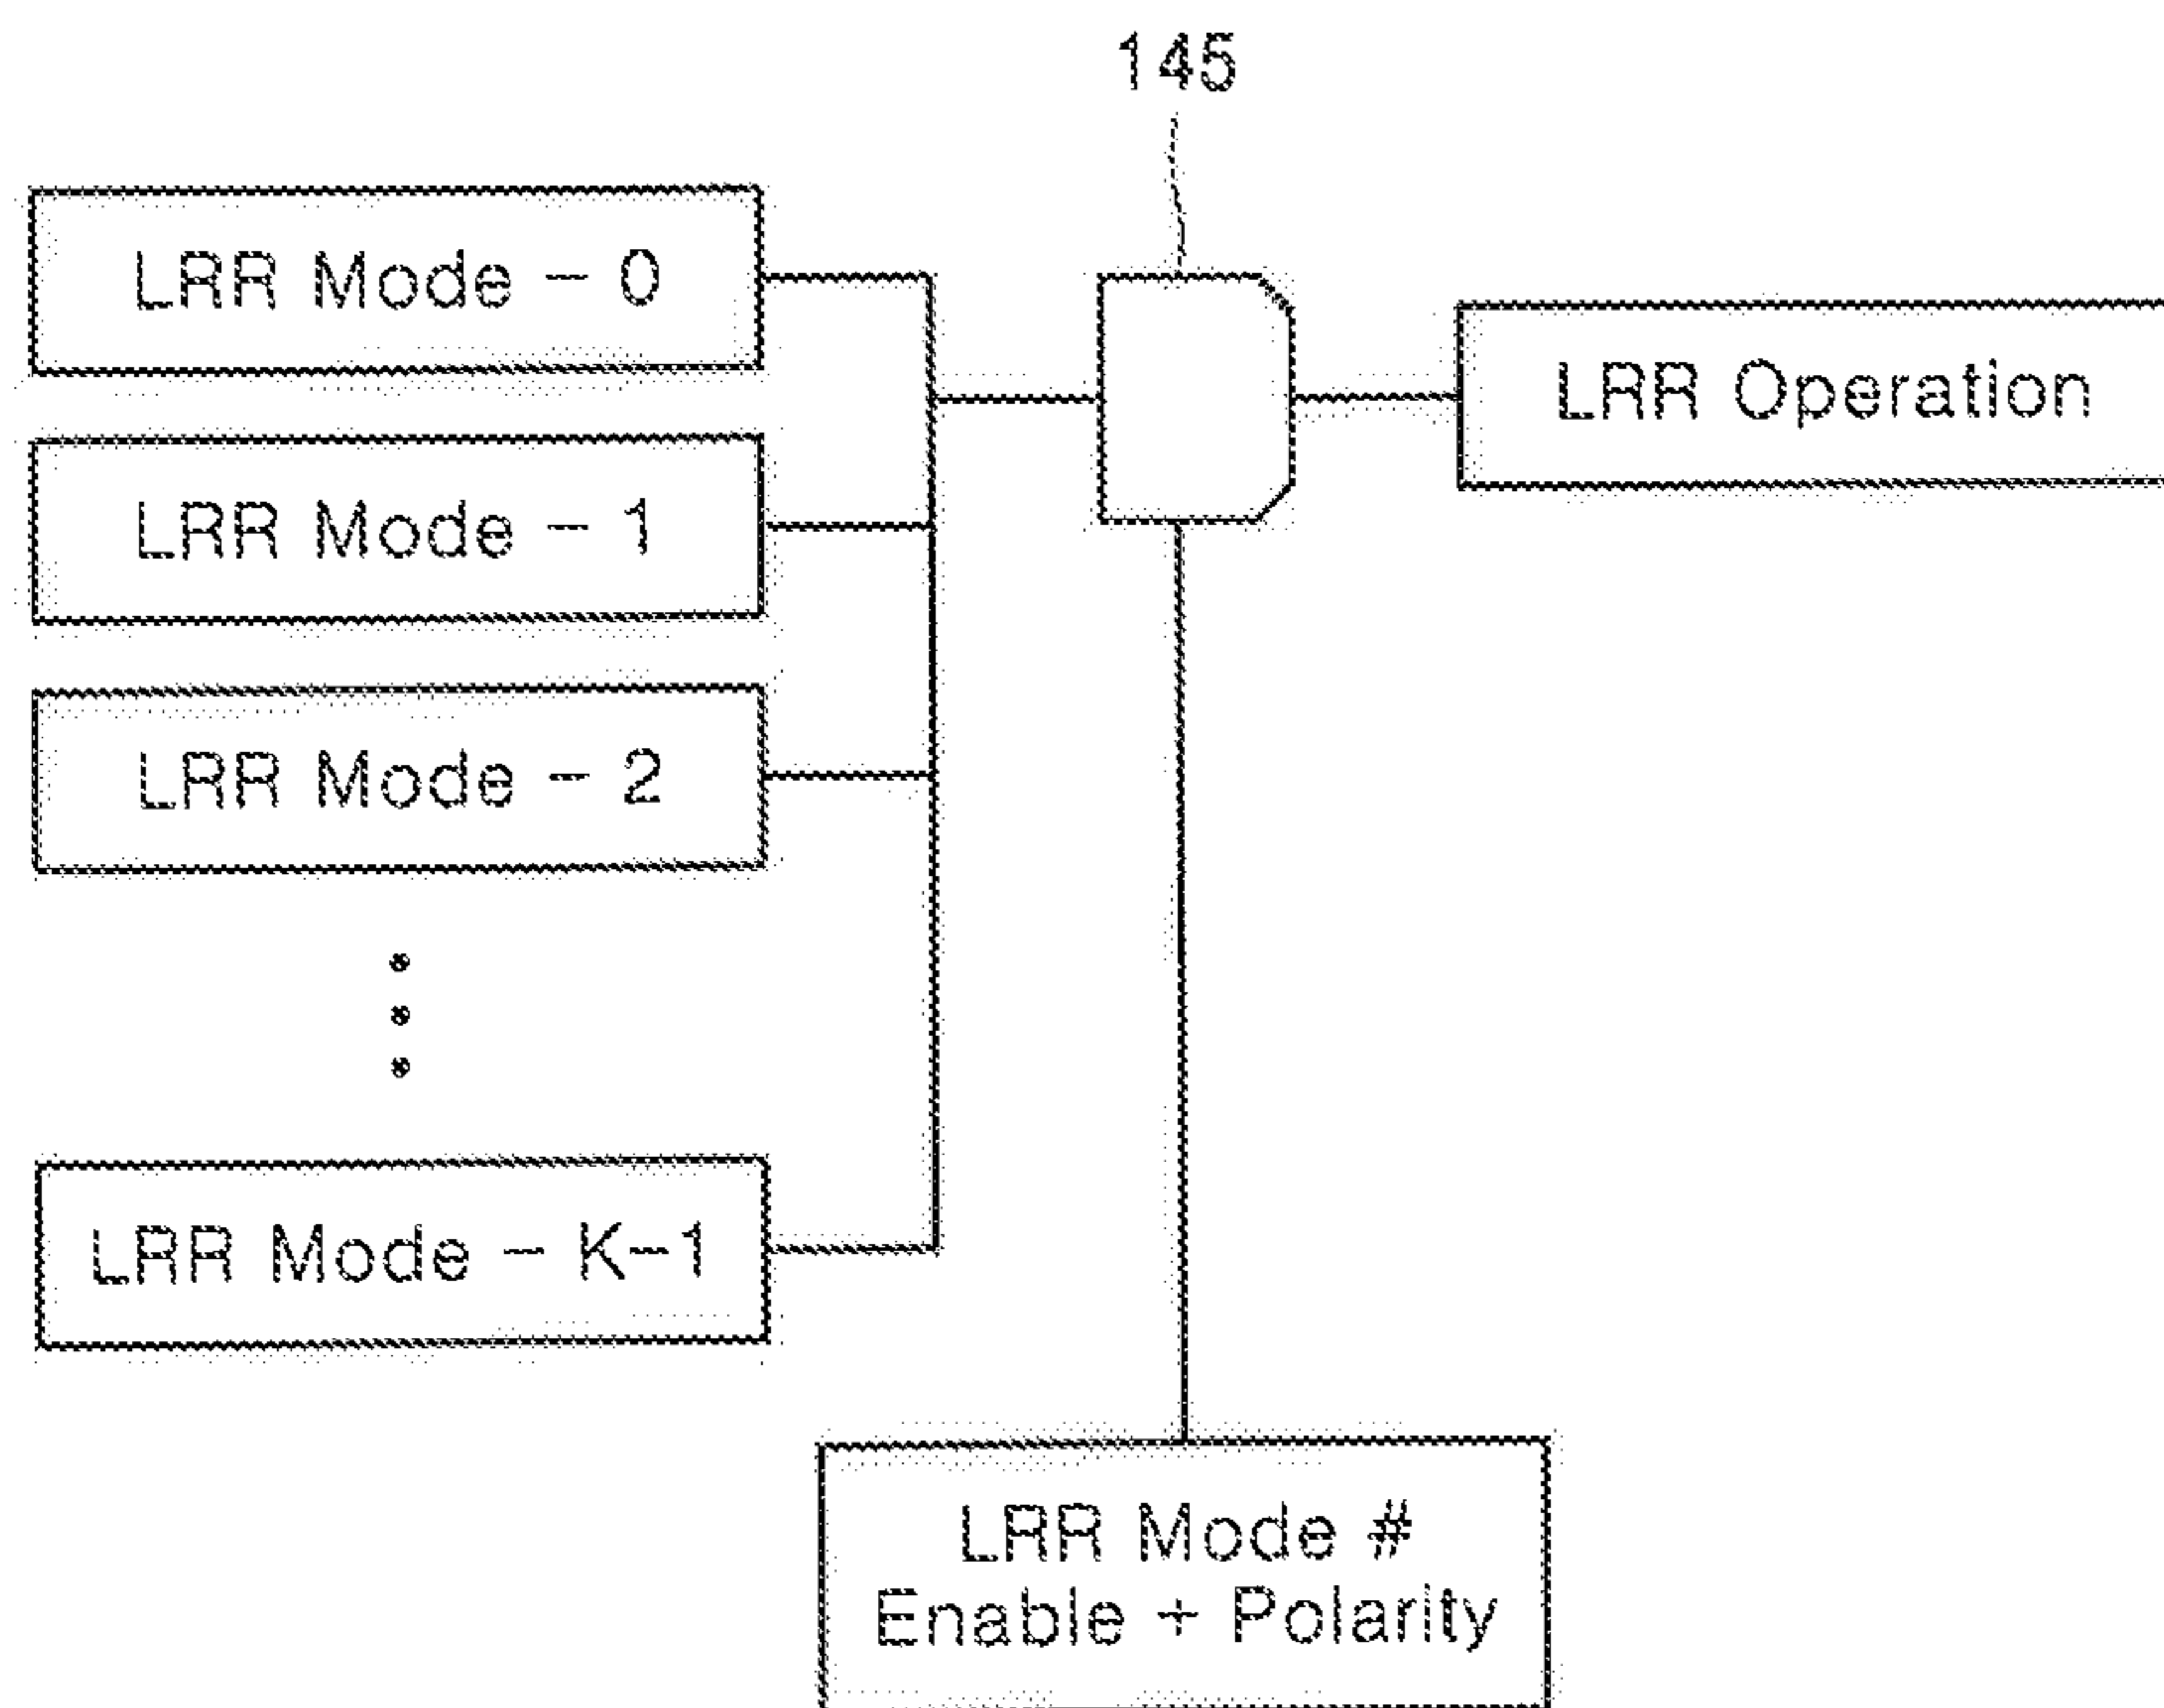 145
LRR Mode - 0
LRR Operation
LRR Mode - 1
LRR Mode - 2
LRR Mode - K-1
LRR Mode #
Enable + Polarity